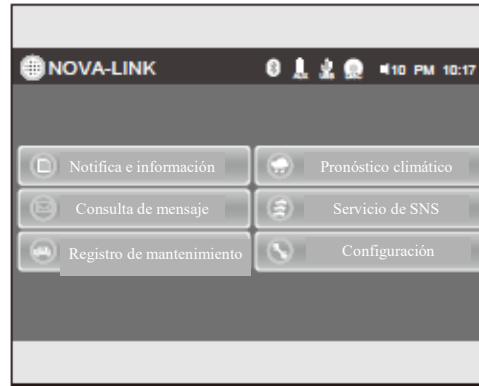 NOVA-LINK 10 PM 10:17
Notifica e información
Pronóstico climático
Consulta de mensaje
Servicio de SNS
Registro de mantenimiento
Configuración